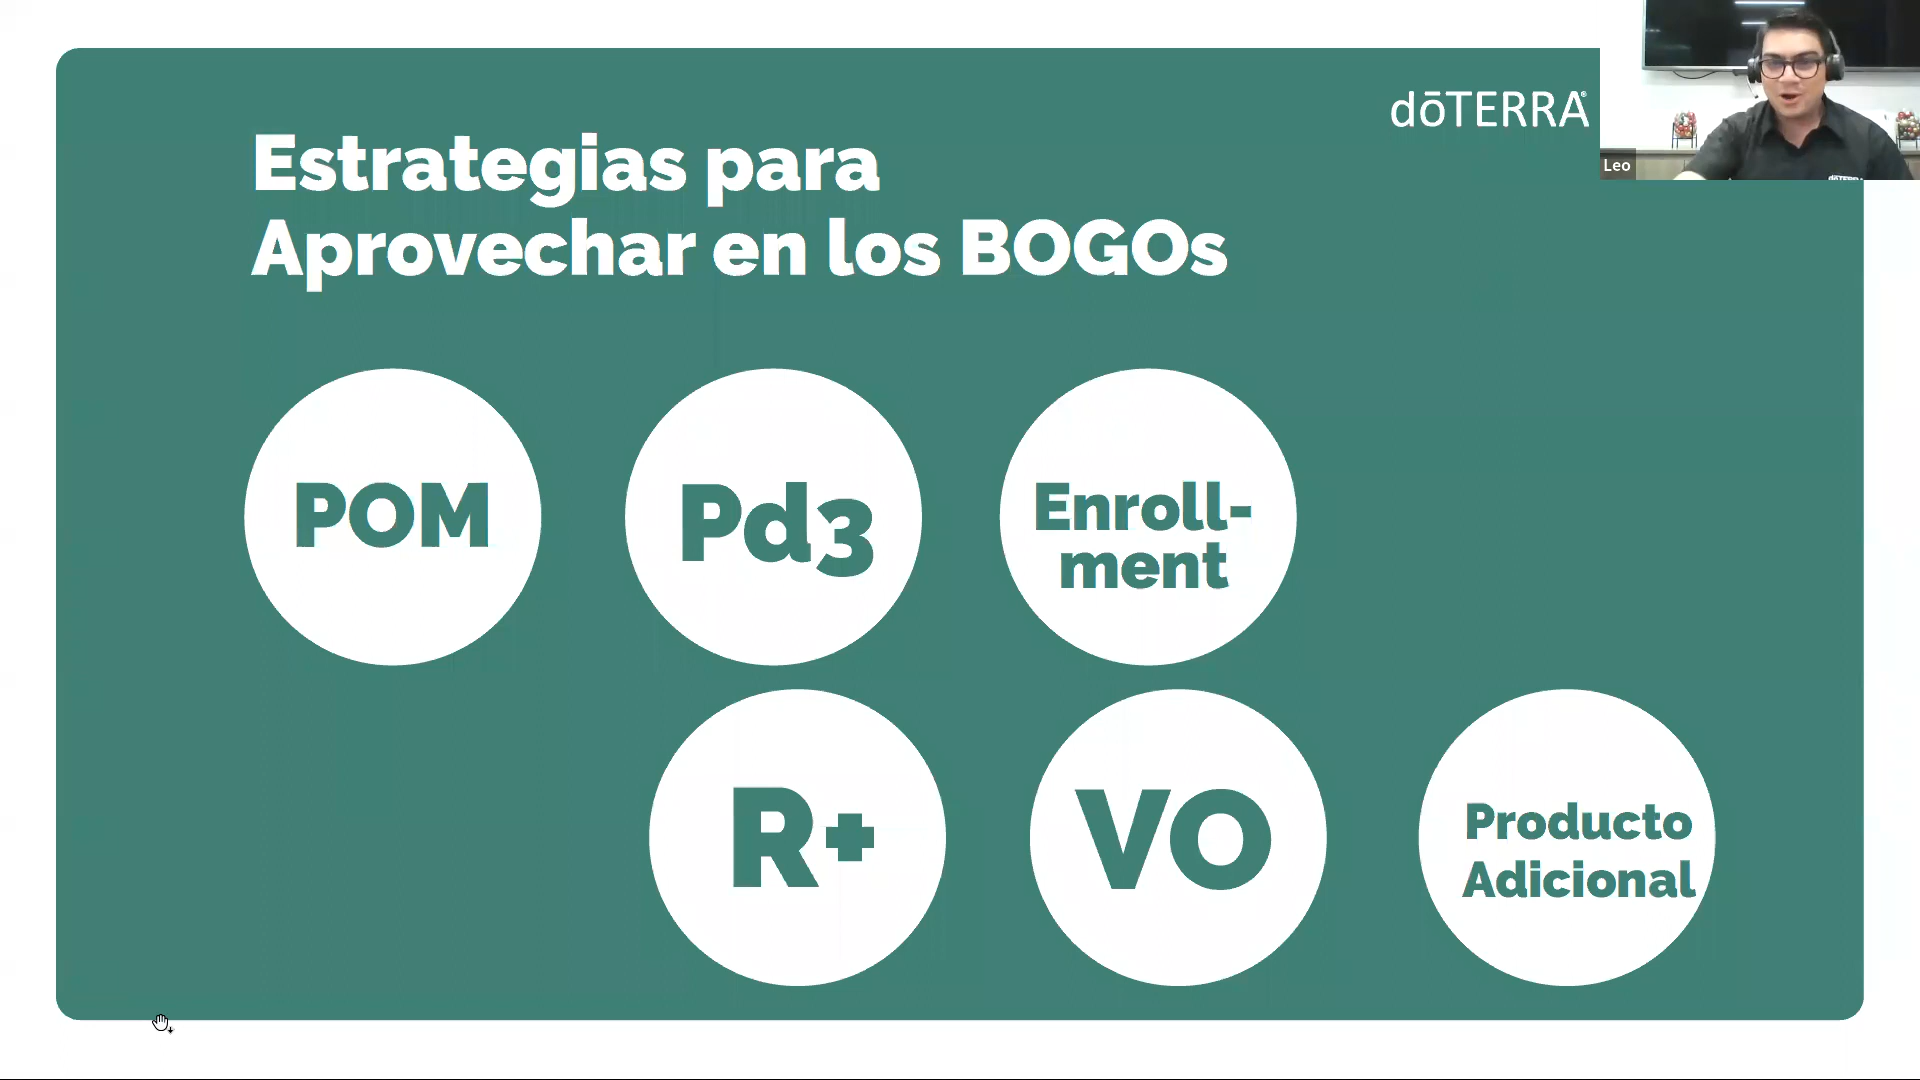 dōTERRA
Leo
Estrategias para
Aprovechar en los BOGOs
POM
Pd3
Enroll-
ment
R+
VO
Producto
Adicional